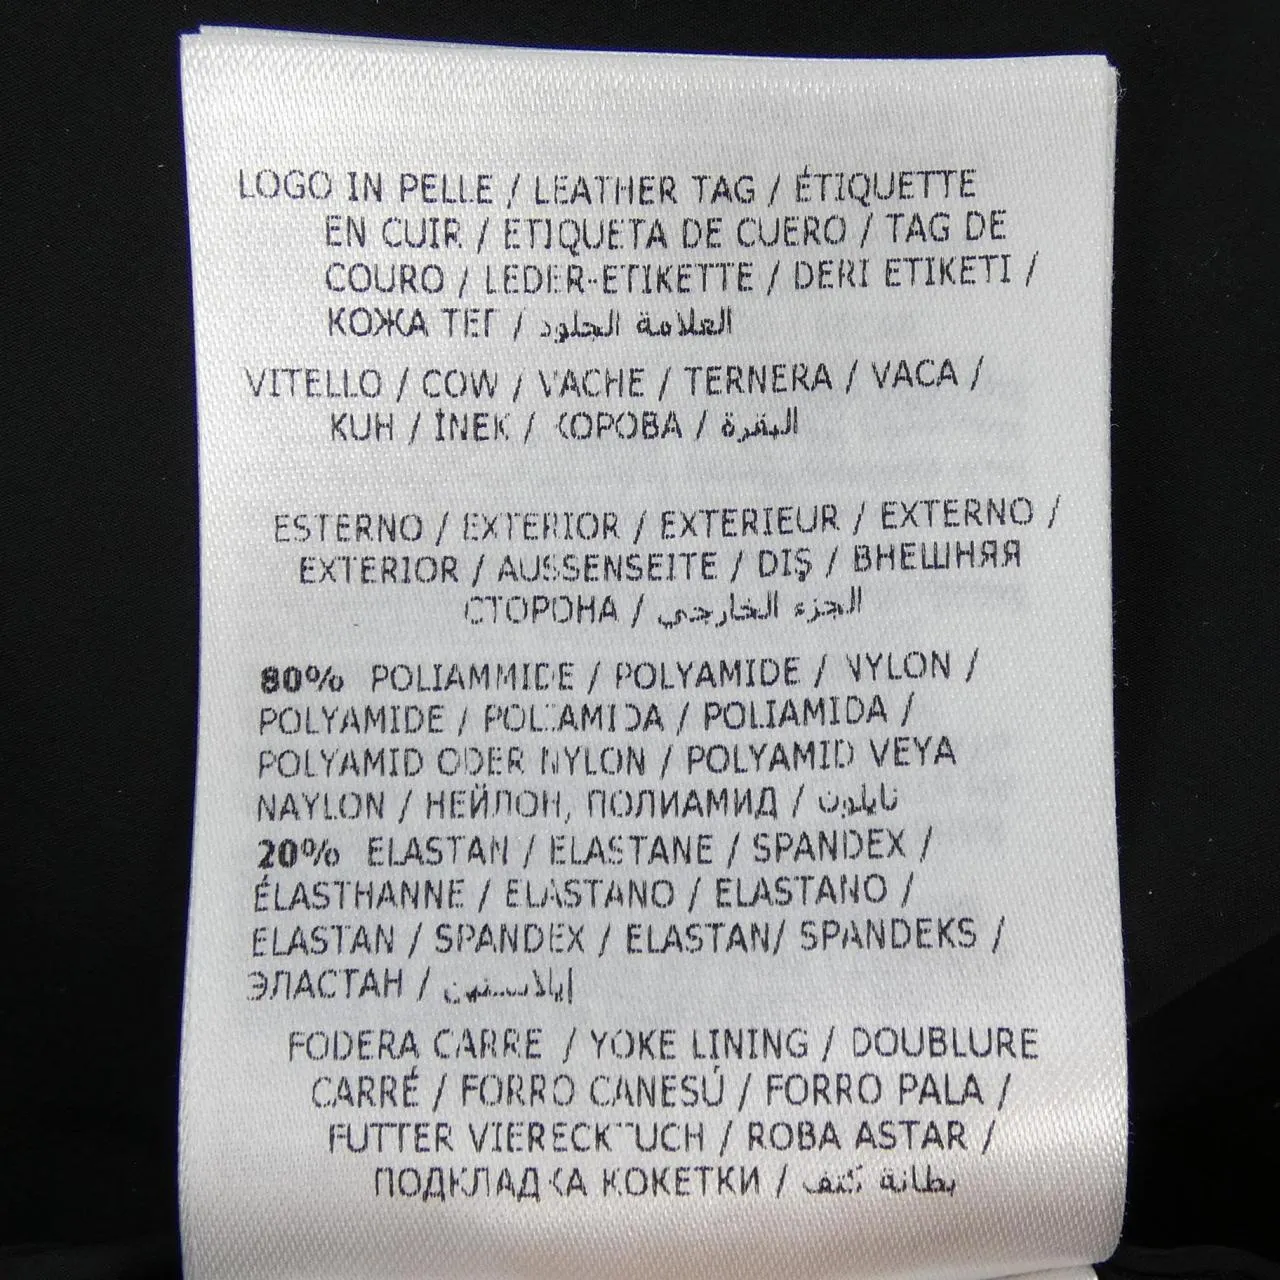 LOGO IN PELLE / LEATHER TAG / ÉTIQUETTE
EN CUIR / ETIQUETA DE CUERO / TAG DE
COURO / LEDER-ETIKETTE / DERI ETIKETI /
КОЖА ТЕГ / العلامة الجلود
VITELLO / COW / VACHE / TERNERA / VACA /
KUH / İNEK / КОРОВА / البقرة
ESTERNO / EXTERIOR / EXTERIEUR / EXTERNO /
EXTERIOR / AUSSENSEITE / DIŞ / ВНЕШНЯЯ
СТОРОНА / الجزء الخارجي
80% POLIAMMIDE / POLYAMIDE / NYLON /
POLYAMIDE / POLIAMIDA / POLIAMIDA /
POLYAMID ODER NYLON / POLYAMID VEYA
NAYLON / НЕЙЛОН, ПОЛИАМИД / نايلون
20% ELASTAN / ELASTANE / SPANDEX /
ÉLASTHANNE / ELASTANO / ELASTANO /
ELASTAN / SPANDEX / ELASTAN/ SPANDEKS /
ЭЛАСТАН / إيلاستين
FODERA CARRE / YOKE LINING / DOUBLURE
CARRÉ / FORRO CANESÚ / FORRO PALA /
FUTTER VIERECKTUCH / ROBA ASTAR /
ПОДКЛАДКА КОКЕТКИ / بطانة كتف